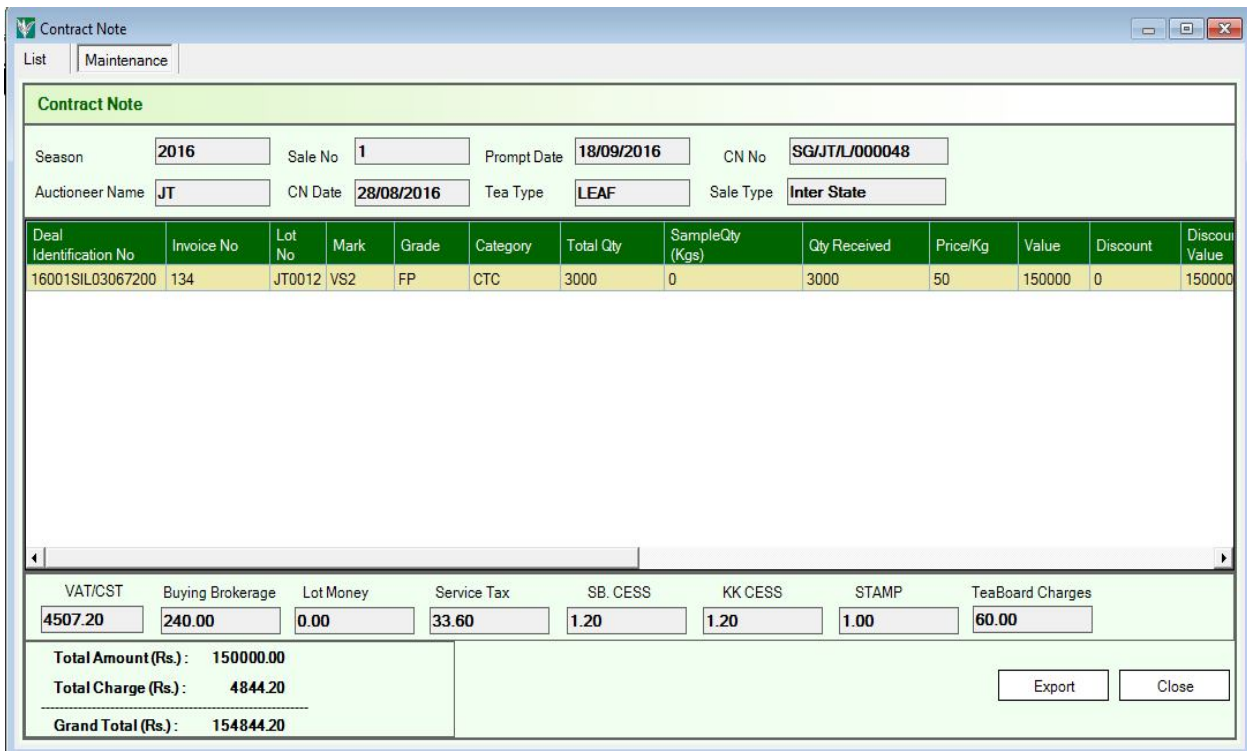 Contract Note
List Maintenance
Contract Note
Season 2016 Sale No 1 Prompt Date 18/09/2016 CN No SG/JT/L/000048
Auctioneer Name JT CN Date 28/08/2016 Tea Type LEAF Sale Type Inter State
Deal Identification No Invoice No Lot No Mark Grade Category Total Qty SampleQty (Kgs) Qty Received Price/Kg Value Discount Discoun Value
16001SIL03067200 134 JT0012 VS2 FP CTC 3000 0 3000 50 150000 0 150000
VAT/CST Buying Brokerage Lot Money Service Tax SB. CESS KK CESS STAMP TeaBoard Charges
4507.20 240.00 0.00 33.60 1.20 1.20 1.00 60.00
Total Amount (Rs.) : 150000.00
Total Charge (Rs.) : 4844.20
Grand Total (Rs.) : 154844.20
Export Close